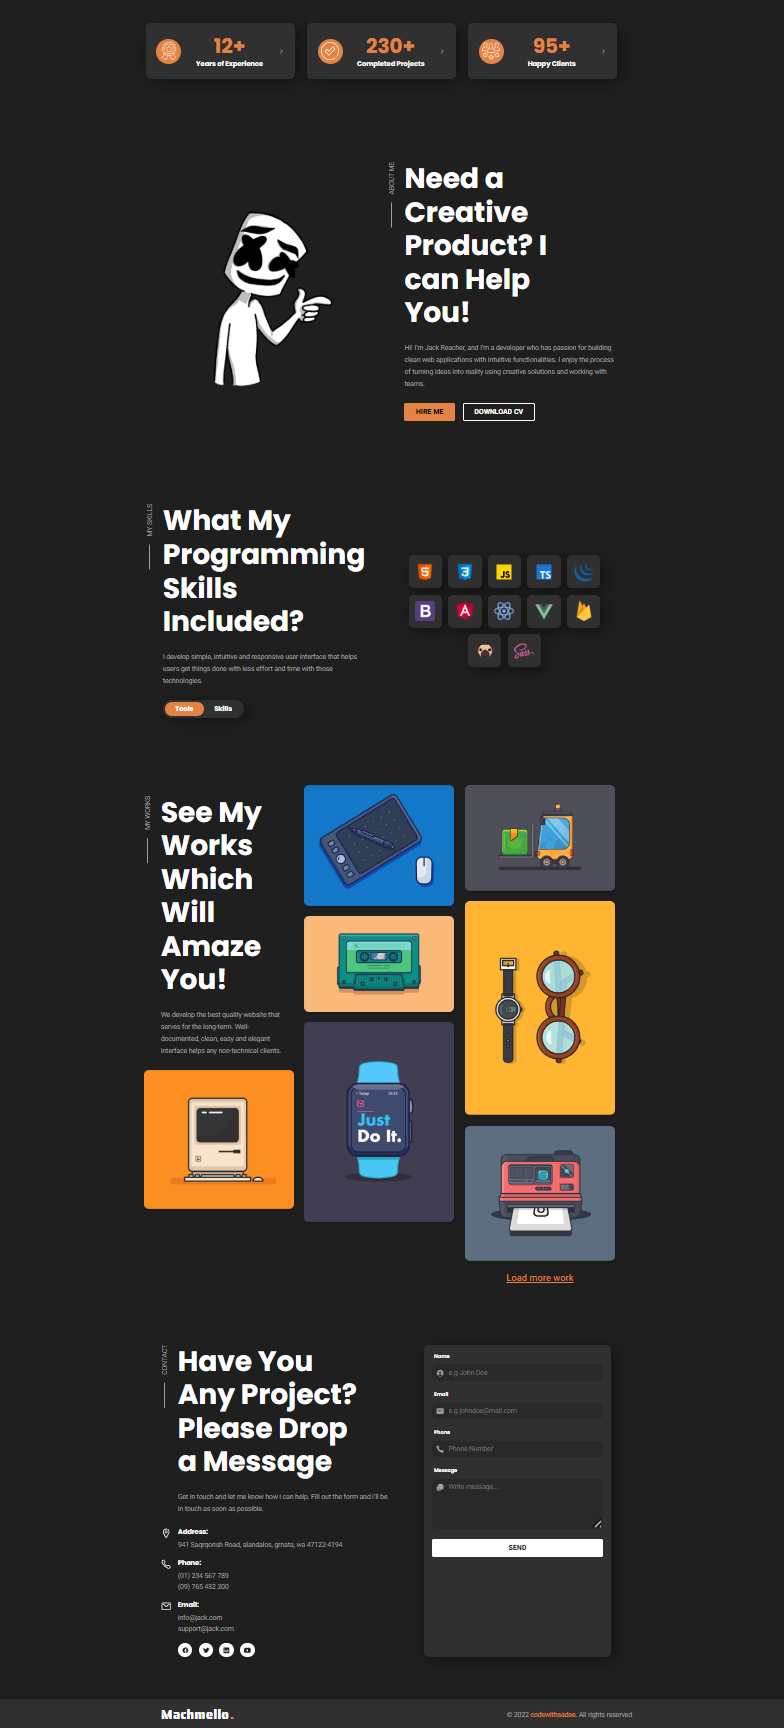 12+
Years of Experience
230+
Completed Projects
95+
Happy Clients
ABOUT ME
Need a
Creative
Product? I
can Help
You!
Hi! I'm Jack Reacher, and I'm a developer who has passion for building
clean web applications with intuitive functionalities. I enjoy the process
of turning ideas into reality using creative solutions and working with
teams.
HIRE ME
DOWNLOAD CV
MY SKILLS
What My
Programming
Skills
Included?
I develop simple, intuitive and responsive user interface that helps
users get things done with less effort and time with those
technologies.
Tools
Skills
5
3
JS
TS
B
A
Sass
MY WORKS
See My
Works
Which
Will
Amaze
You!
We develop the best quality website that
serves for the long-term. Well-
documented, clean, easy and elegant
interface helps any non-technical clients.
Today
Just
Do It.
Load more work
CONTACT
Have You
Any Project?
Please Drop
a Message
Get in touch and let me know how i can help. Fill out the form and i'll be
in touch as soon as possible.
Address:
941 Saqrqorish Road, alandalos, grnata, wa 47122-4194
Phone:
(01) 234 567 789
(09) 765 432 200
Email:
info@jack.com
support@jack.com
Name
e.g John Doe
Email
e.g johndoe@mail.com
Phone
Phone Number
Message
Write message...
SEND
Machmello.
© 2022 codewithsadee. All rights reserved